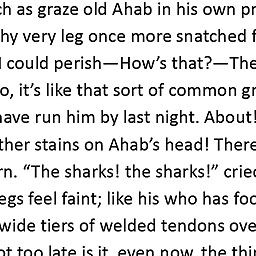 ch as graze old Ahab in his own pr
hy very leg once more snatched f
I could perish—How’s that?—The
o, it’s like that sort of common gr
have run him by last night. About!
ther stains on Ahab’s head! There
rn. “The sharks! the sharks!” cried
egs feel faint; like his who has foo
wide tiers of welded tendons ove
ot too late is it, even now, the thir